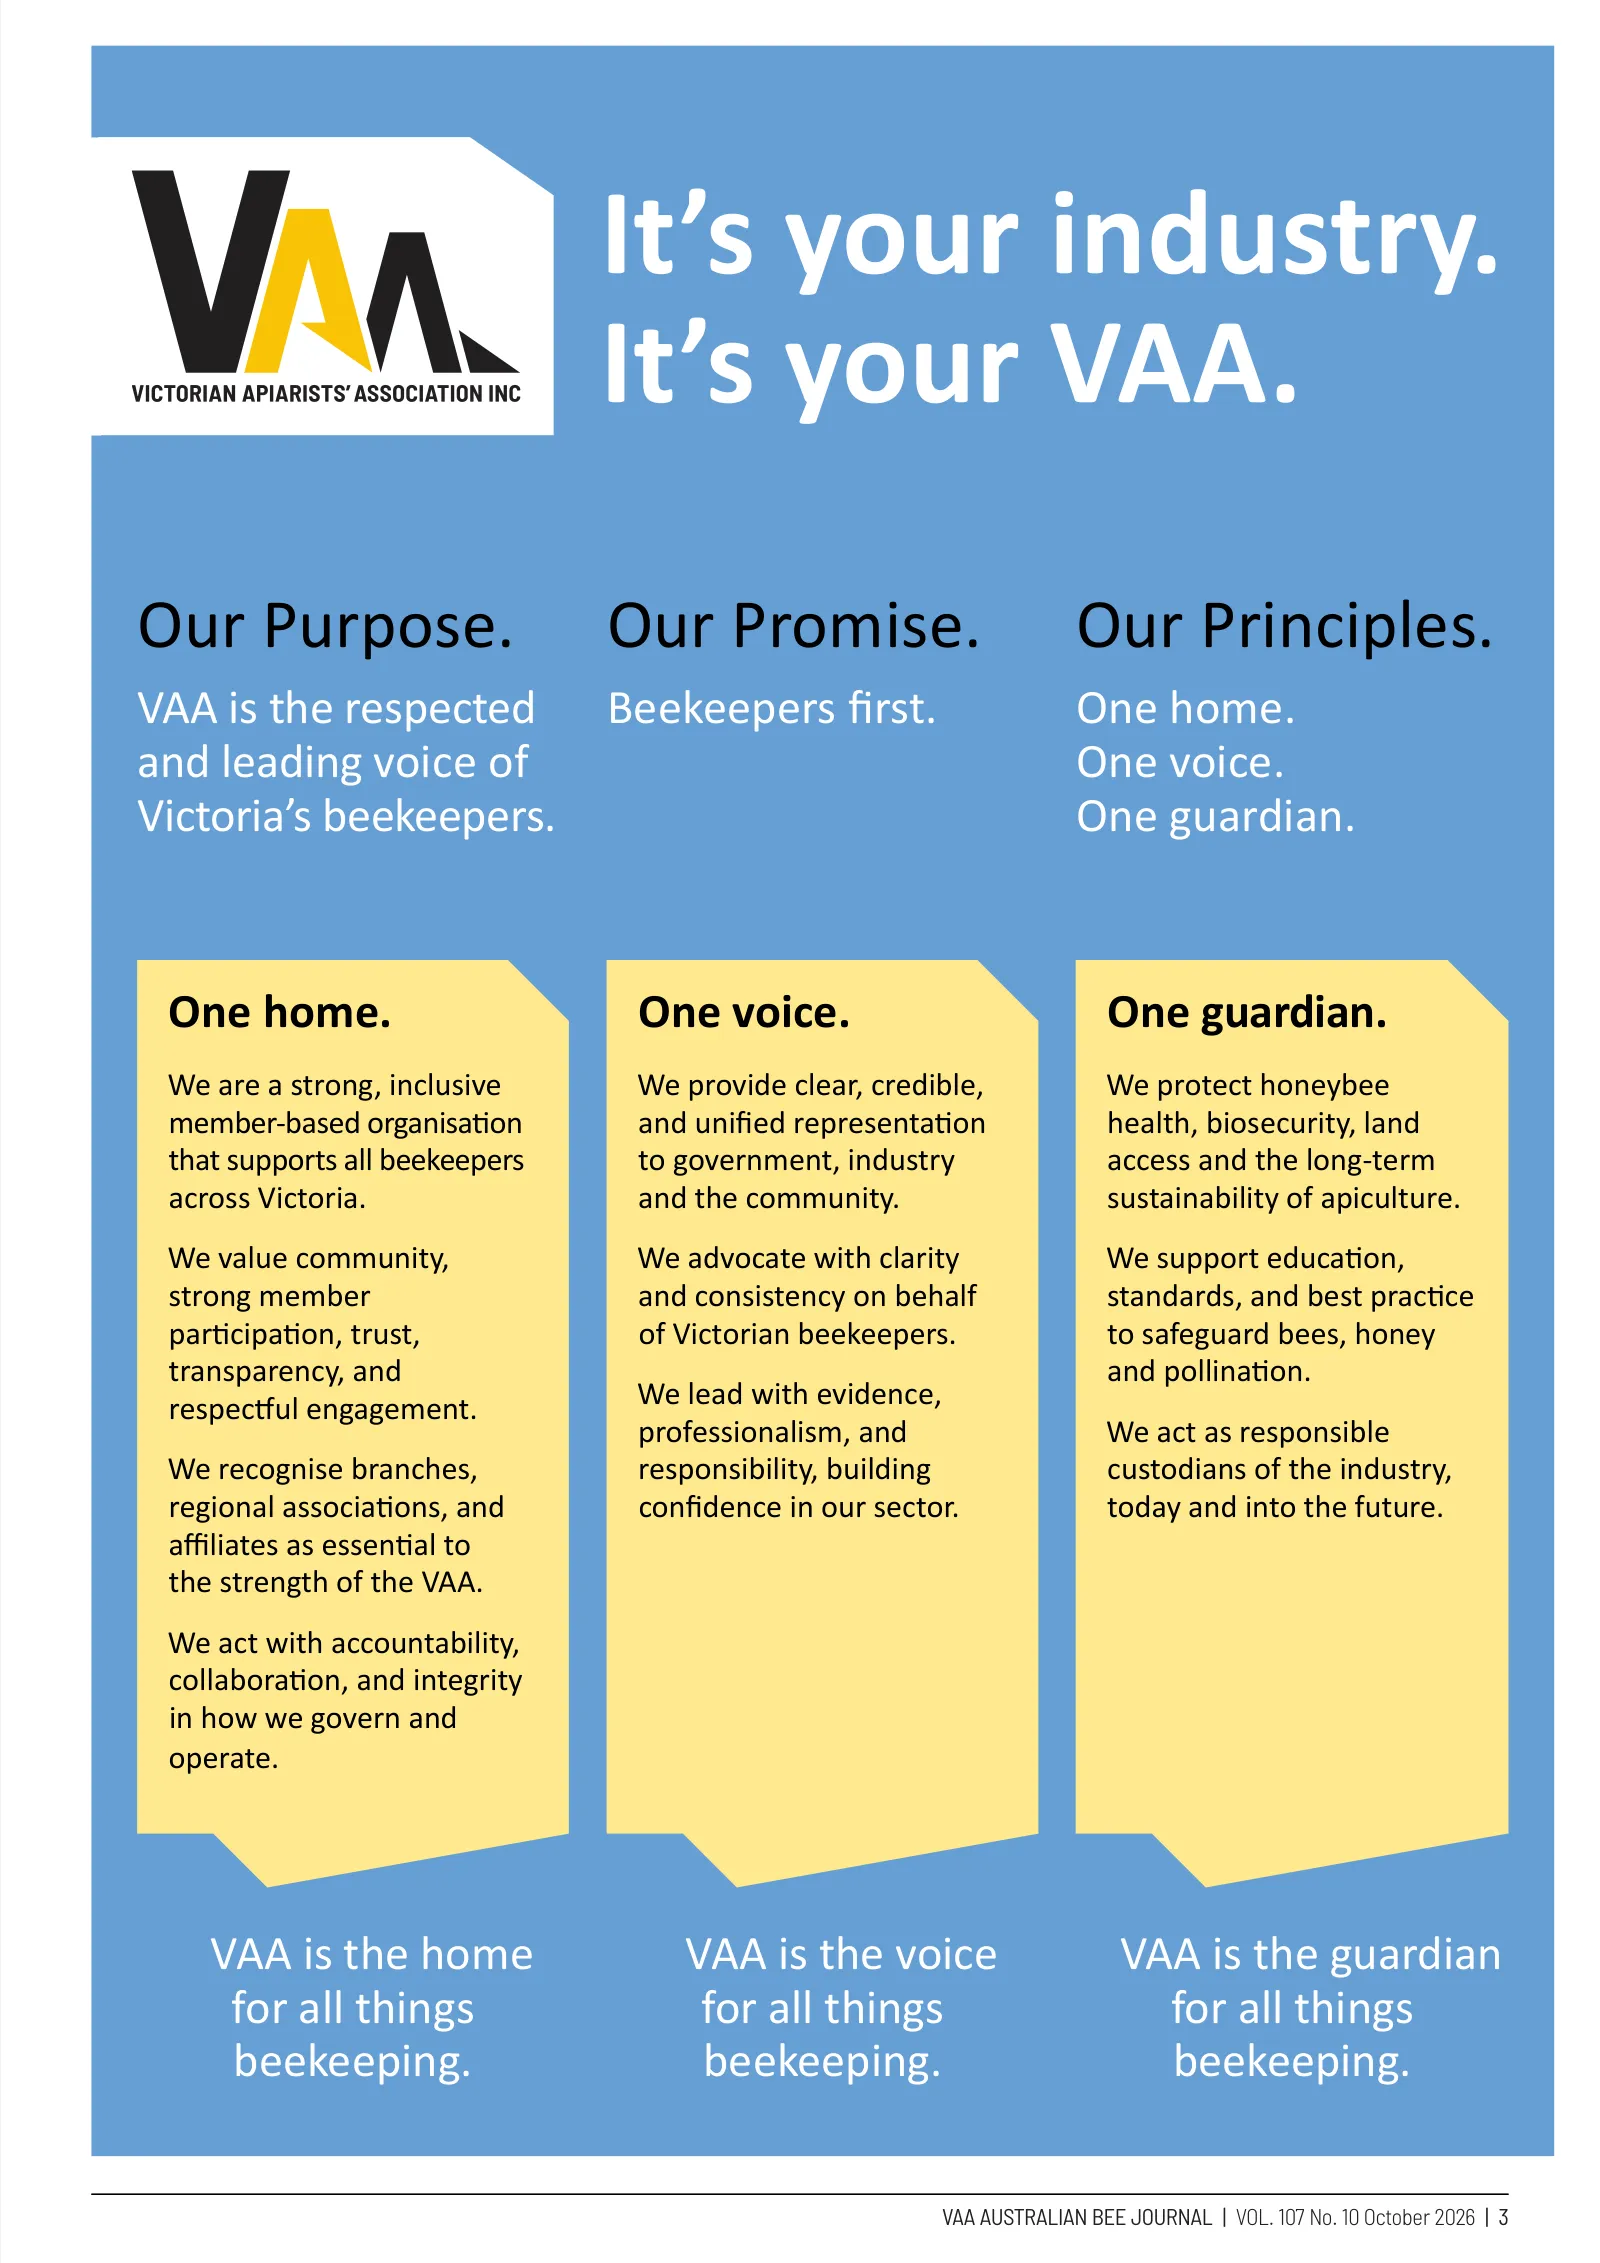 VAA
VICTORIAN APIARISTS’ ASSOCIATION INC
It’s your industry.
It’s your VAA.
Our Purpose.
VAA is the respected
and leading voice of
Victoria’s beekeepers.
Our Promise.
Beekeepers first.
Our Principles.
One home.
One voice.
One guardian.
One home.
We are a strong, inclusive
member-based organisation
that supports all beekeepers
across Victoria.
We value community,
strong member
participation, trust,
transparency, and
respectful engagement.
We recognise branches,
regional associations, and
affiliates as essential to
the strength of the VAA.
We act with accountability,
collaboration, and integrity
in how we govern and
operate.
One voice.
We provide clear, credible,
and unified representation
to government, industry
and the community.
We advocate with clarity
and consistency on behalf
of Victorian beekeepers.
We lead with evidence,
professionalism, and
responsibility, building
confidence in our sector.
One guardian.
We protect honeybee
health, biosecurity, land
access and the long-term
sustainability of apiculture.
We support education,
standards, and best practice
to safeguard bees, honey
and pollination.
We act as responsible
custodians of the industry,
today and into the future.
VAA is the home
for all things
beekeeping.
VAA is the voice
for all things
beekeeping.
VAA is the guardian
for all things
beekeeping.
VAA AUSTRALIAN BEE JOURNAL | VOL. 107 No. 10 October 2026 | 3